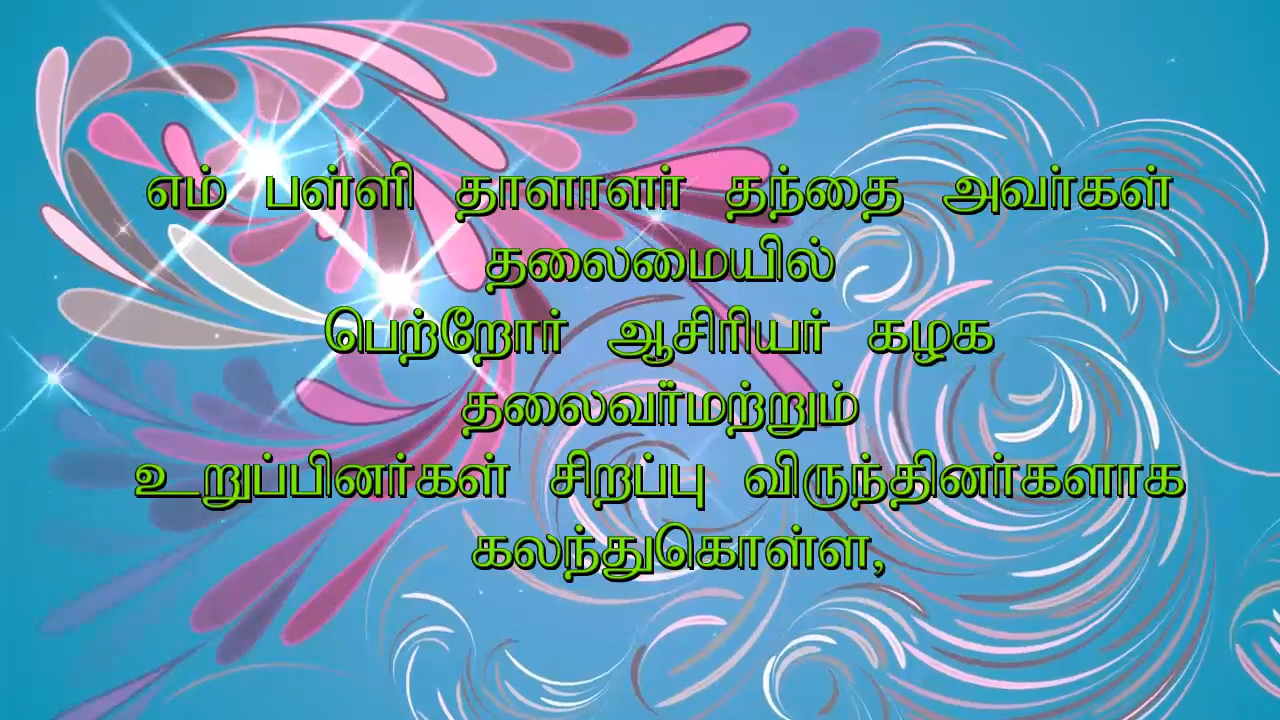 எம் பள்ளி தாளாளர் தந்தை அவர்கள்
தலைமையில்
பெற்றோர் ஆசிரியர் கழக
தலைவர்மற்றும்
உறுப்பினர்கள் சிறப்பு விருந்தினர்களாக
கலந்துகொள்ள,